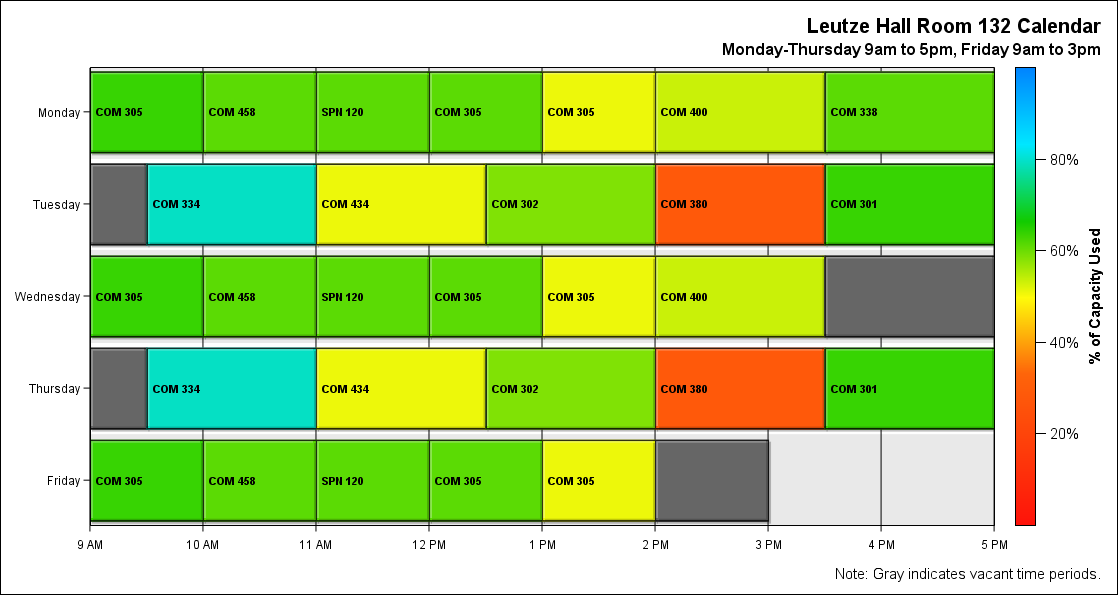 Leutze Hall Room 132 Calendar
Monday-Thursday 9am to 5pm, Friday 9am to 3pm
Monday COM 305 COM 458 SPN 120 COM 305 COM 305 COM 400 COM 338
80%
Tuesday COM 334 COM 434 COM 302 COM 380 COM 301
60%
Wednesday COM 305 COM 458 SPN 120 COM 305 COM 305 COM 400
% of Capacity Used
40%
Thursday COM 334 COM 434 COM 302 COM 380 COM 301
20%
Friday COM 305 COM 458 SPN 120 COM 305 COM 305
9 AM 10 AM 11 AM 12 PM 1 PM 2 PM 3 PM 4 PM 5 PM
Note: Gray indicates vacant time periods.